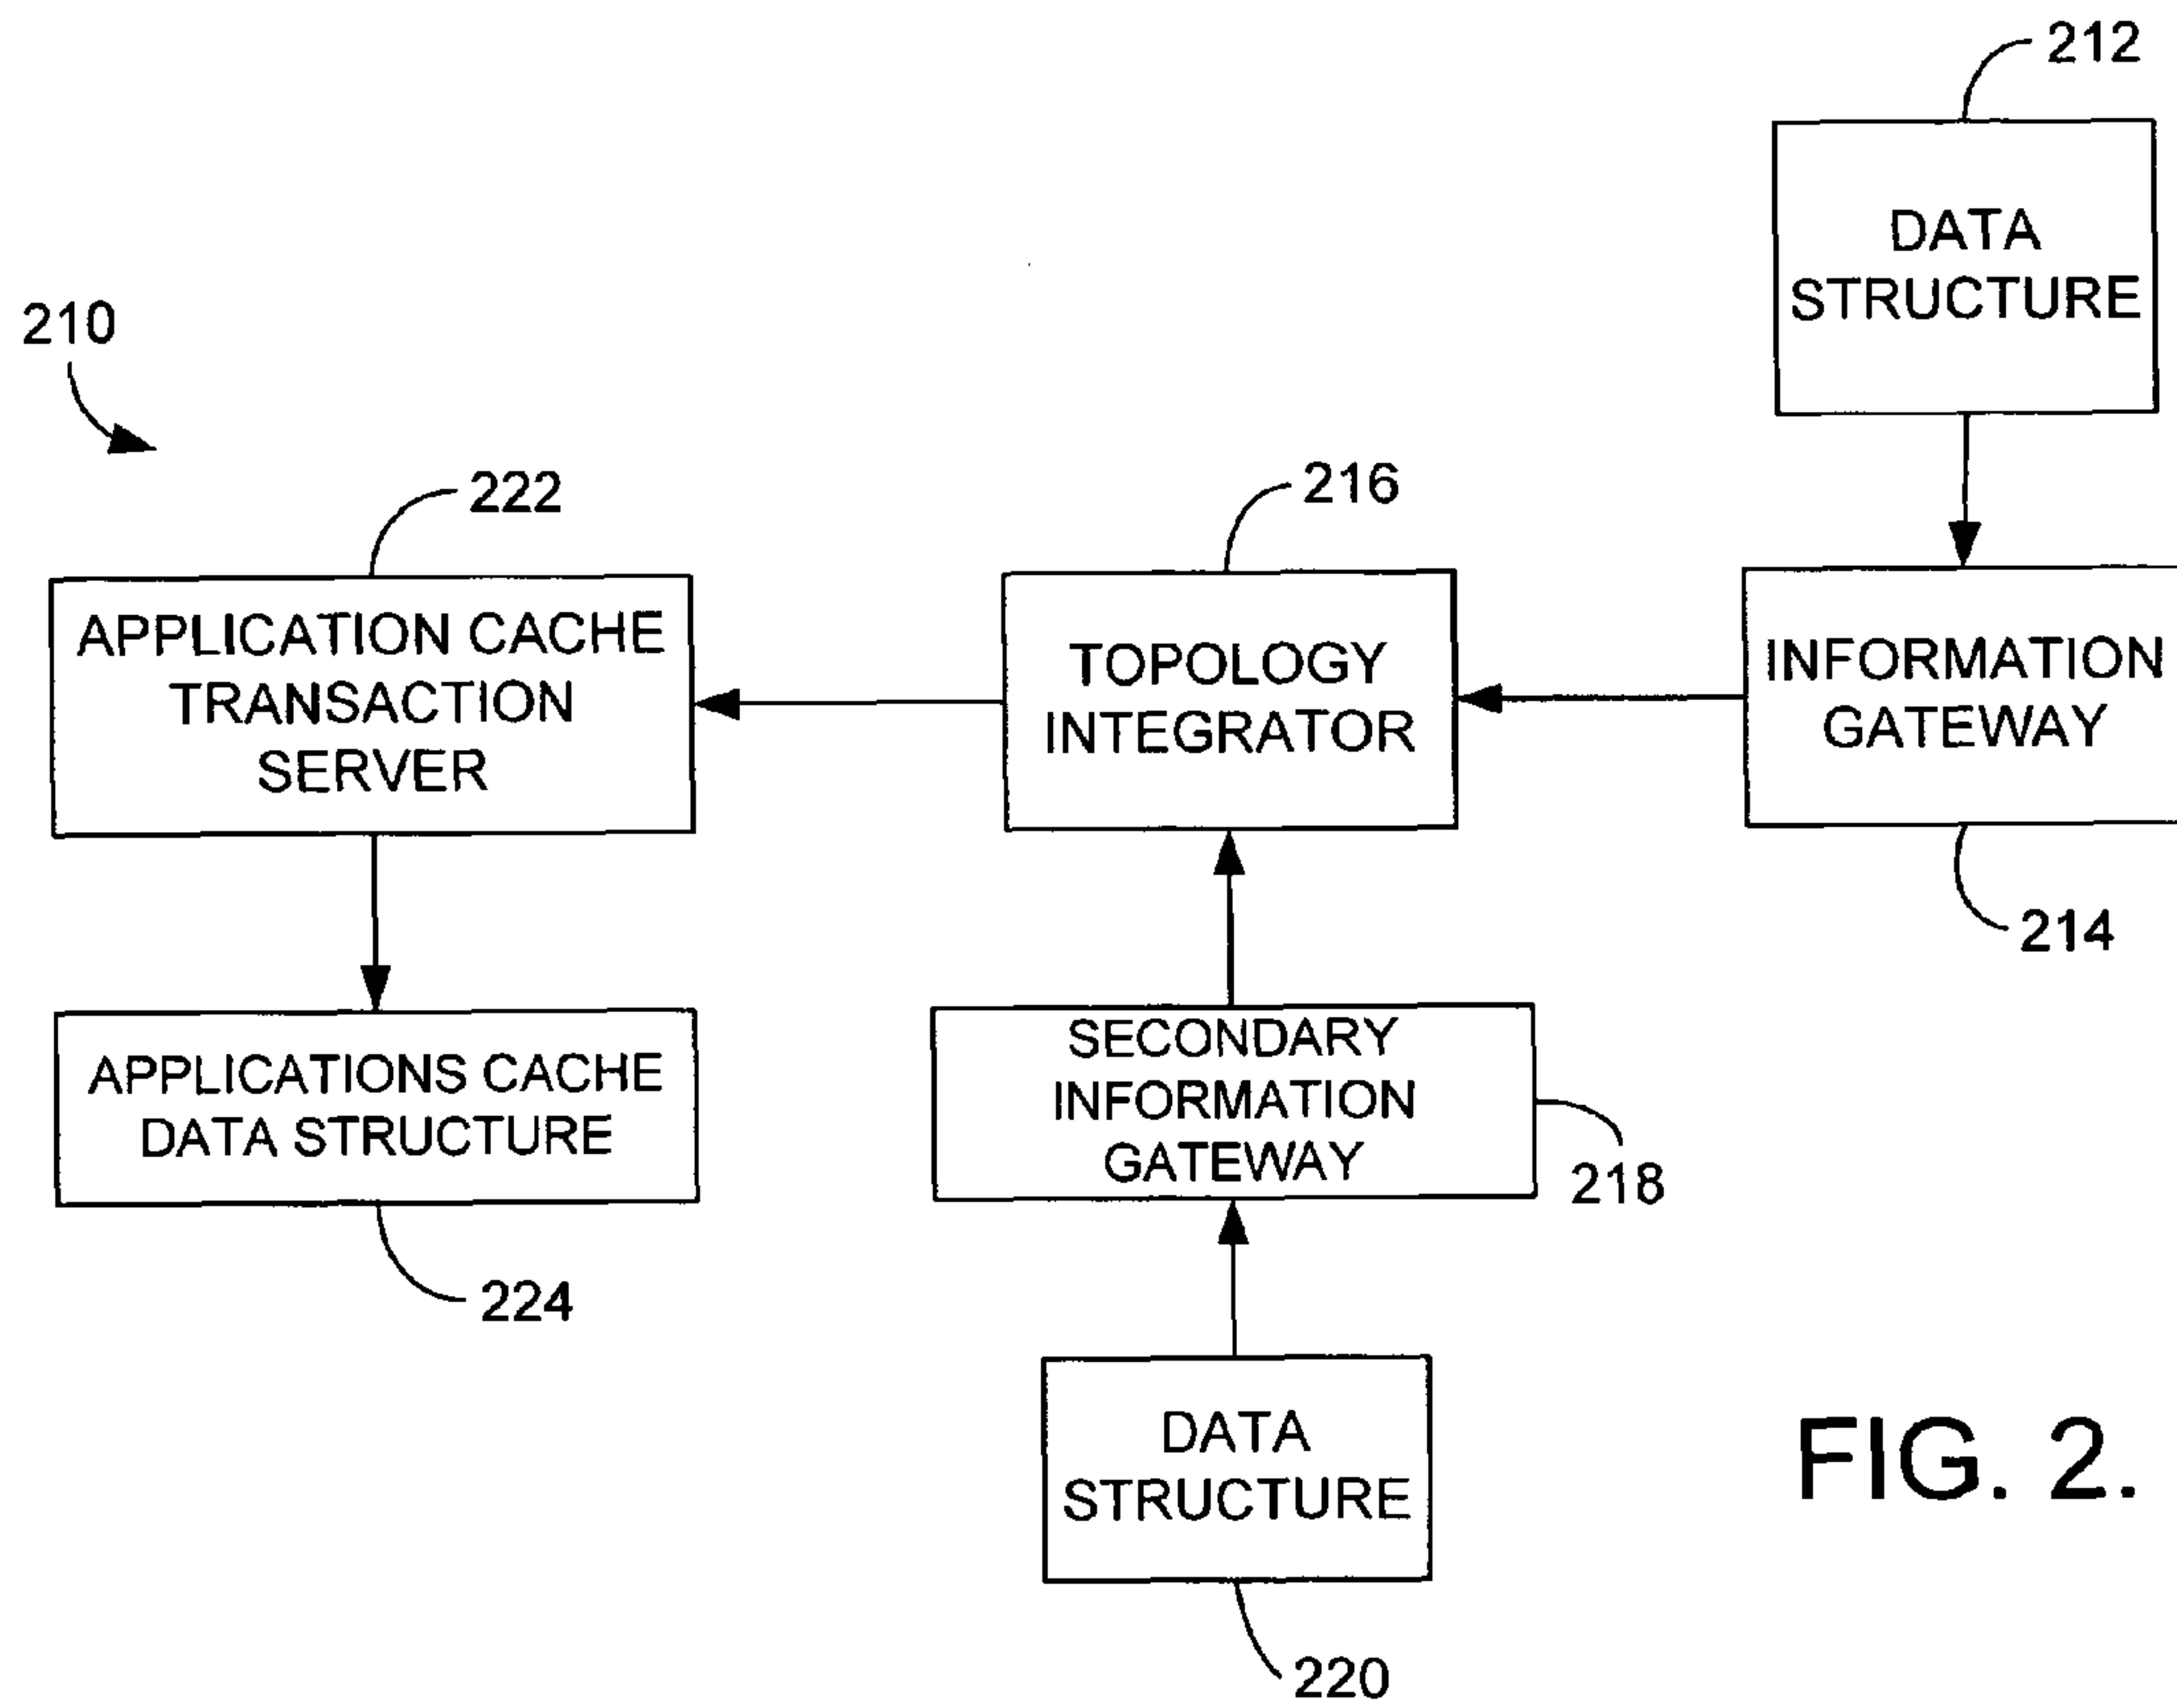 212
DATA
STRUCTURE
210
222
216
APPLICATION CACHE
TRANSACTION
SERVER
TOPOLOGY
INTEGRATOR
INFORMATION
GATEWAY
214
APPLICATIONS CACHE
DATA STRUCTURE
SECONDARY
INFORMATION
GATEWAY
218
224
DATA
STRUCTURE
220
FIG. 2.